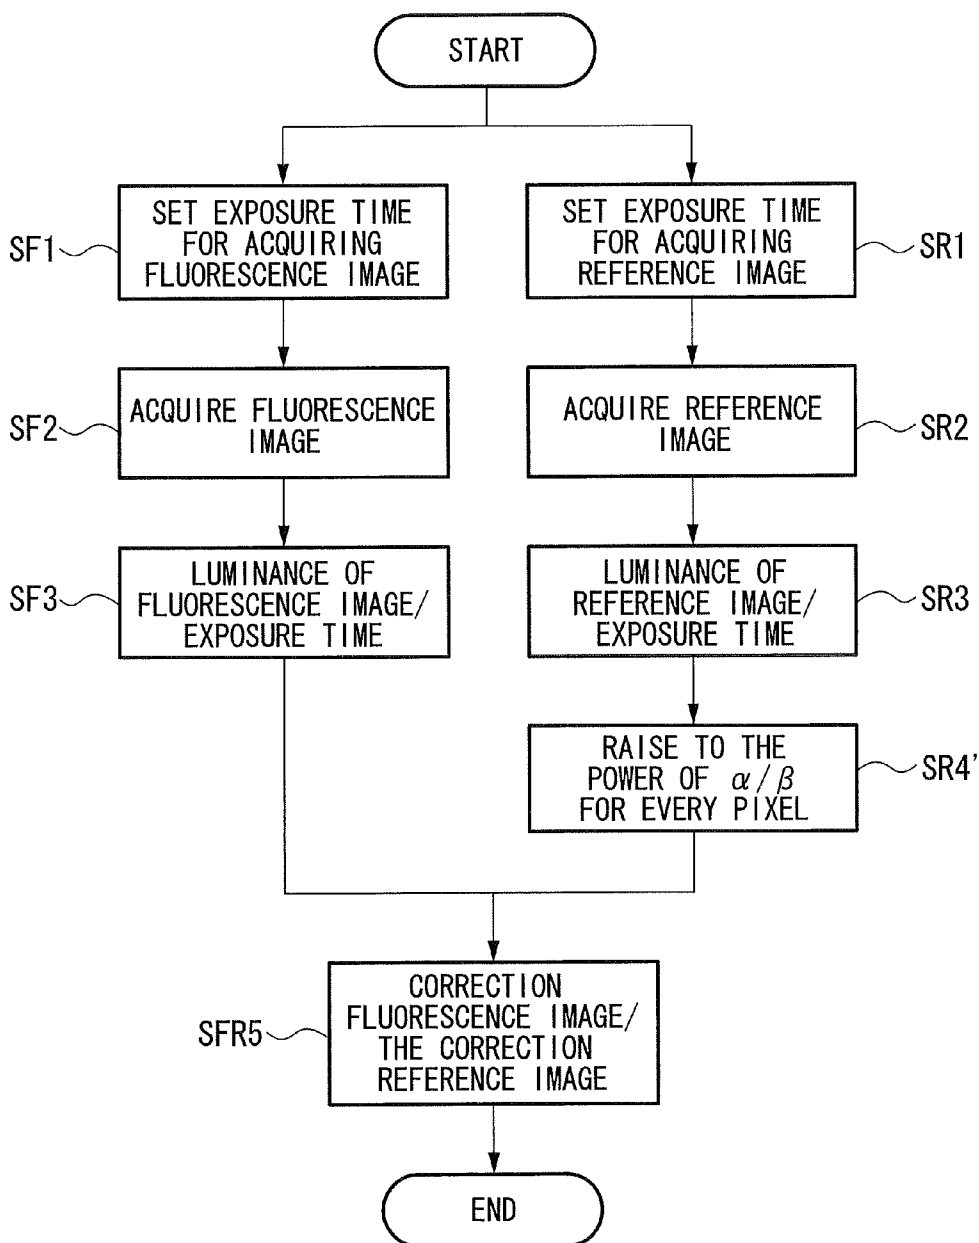 START
SF1
SET EXPOSURE TIME
FOR ACQUIRING
FLUORESCENCE IMAGE
SET EXPOSURE TIME
FOR ACQUIRING
REFERENCE IMAGE
SR1
SF2
ACQUIRE FLUORESCENCE
IMAGE
ACQUIRE REFERENCE
IMAGE
SR2
SF3
LUMINANCE OF
FLUORESCENCE IMAGE/
EXPOSURE TIME
LUMINANCE OF
REFERENCE IMAGE/
EXPOSURE TIME
SR3
RAISE TO THE
POWER OF α/β
FOR EVERY PIXEL
SR4'
SFR5
CORRECTION
FLUORESCENCE IMAGE/
THE CORRECTION
REFERENCE IMAGE
END